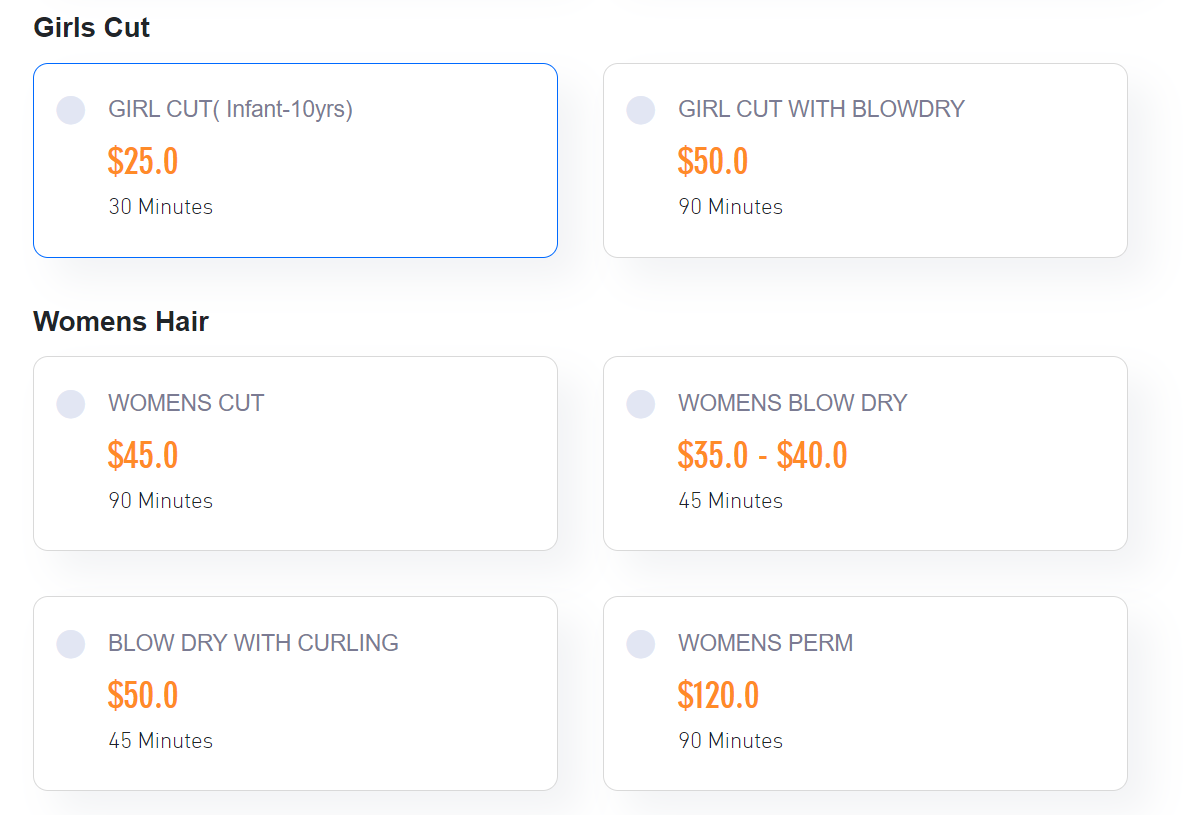 Girls Cut
GIRL CUT( Infant-10yrs)
$25.0
30 Minutes
GIRL CUT WITH BLOWDRY
$50.0
90 Minutes
Womens Hair
WOMENS CUT
$45.0
90 Minutes
WOMENS BLOW DRY
$35.0 - $40.0
45 Minutes
BLOW DRY WITH CURLING
$50.0
45 Minutes
WOMENS PERM
$120.0
90 Minutes